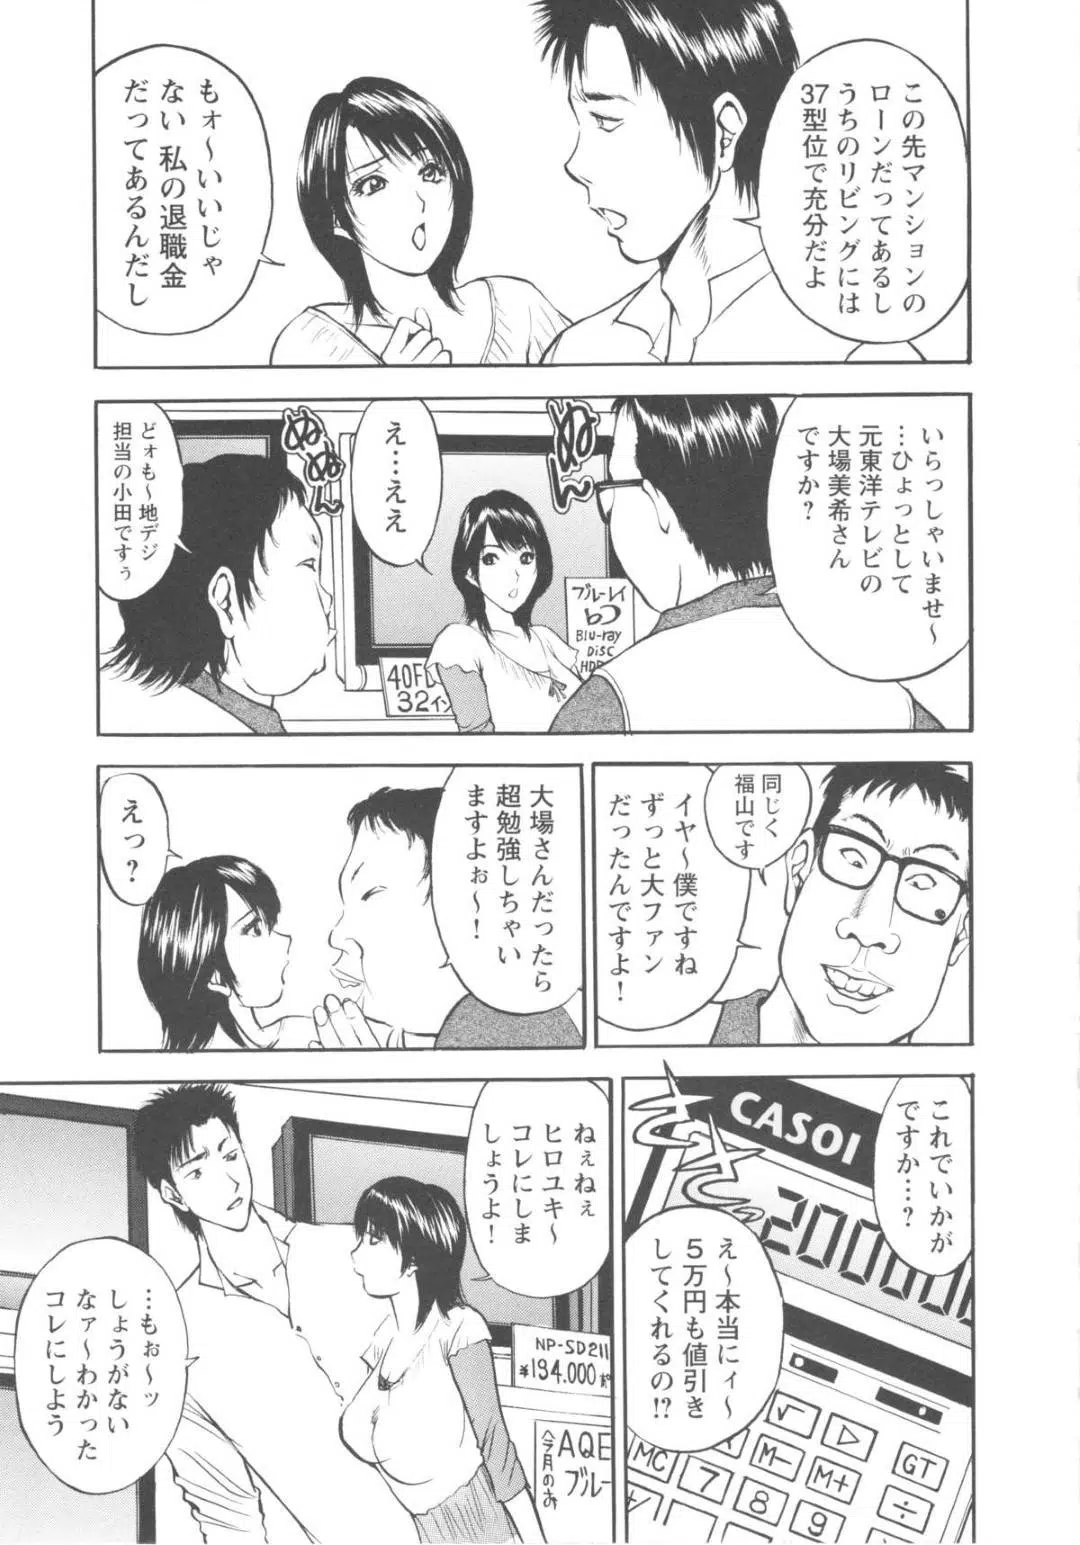 この先マンションの
ローンだってあるし
うちのリビングには
37型位で充分だよ
もォ～いいじゃ
ない私の退職金
だってあるんだし
いらっしゃいませ～
…ひょっとして
元東洋テレビの
大場美希さん
ですか？
ぬん
え…ええ
ぬぬん
どォも～地デジ
担当の小田ですぅ
ブルーレイ
Blu-ray
DISC
40
32イン
同じく
福山です
イヤ～僕ですね
ずっと大ファン
だったんですよ！
大場さんだったら
超勉強しちゃい
ますよぉ～！
えっ？
これでいかが
ですか…？
CASOI
20000
え～本当にィ～
5万円も値引き
してくれるの!?
MC
M-
M+
GT
√
▷
÷
7
8
9
ねぇねぇ
ヒロユキ～
コレにしま
しょうよ！
NP-SD211
¥194.000
AQE
ブルー
…もぉ～ッ
しょうがない
なァ～わかった
コレにしよう